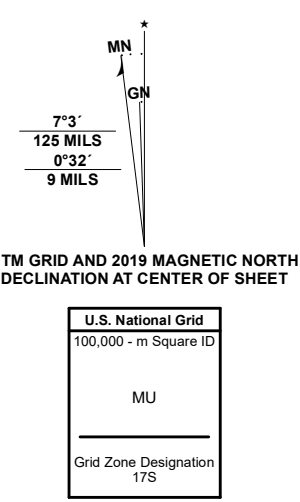 MN
GN
7°3´
125 MILS
0°32´
9 MILS
TM GRID AND 2019 MAGNETIC NORTH
DECLINATION AT CENTER OF SHEET
U.S. National Grid
100,000 - m Square ID
MU
Grid Zone Designation
17S